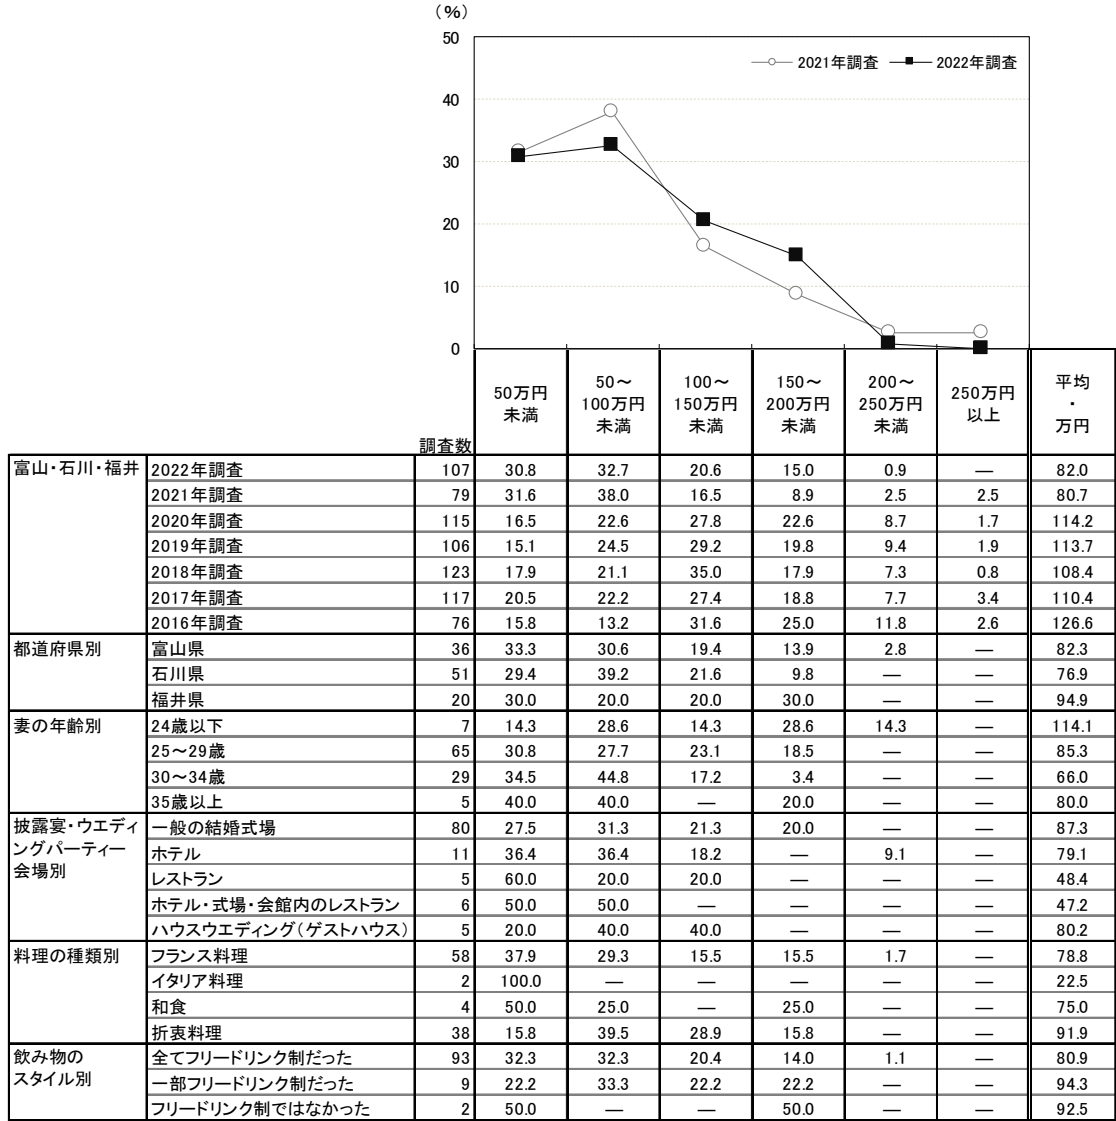 （％）
50
40
30
20
10
0
2021年調査 2022年調査
調査数 50万円未満 50～100万円未満 100～150万円未満 150～200万円未満 200～250万円未満 250万円以上 平均・万円
富山・石川・福井 2022年調査 107 30.8 32.7 20.6 15.0 0.9 ― 82.0
2021年調査 79 31.6 38.0 16.5 8.9 2.5 2.5 80.7
2020年調査 115 16.5 22.6 27.8 22.6 8.7 1.7 114.2
2019年調査 106 15.1 24.5 29.2 19.8 9.4 1.9 113.7
2018年調査 123 17.9 21.1 35.0 17.9 7.3 0.8 108.4
2017年調査 117 20.5 22.2 27.4 18.8 7.7 3.4 110.4
2016年調査 76 15.8 13.2 31.6 25.0 11.8 2.6 126.6
都道府県別 富山県 36 33.3 30.6 19.4 13.9 2.8 ― 82.3
石川県 51 29.4 39.2 21.6 9.8 ― ― 76.9
福井県 20 30.0 20.0 20.0 30.0 ― ― 94.9
妻の年齢別 24歳以下 7 14.3 28.6 14.3 28.6 14.3 ― 114.1
25～29歳 65 30.8 27.7 23.1 18.5 ― ― 85.3
30～34歳 29 34.5 44.8 17.2 3.4 ― ― 66.0
35歳以上 5 40.0 40.0 ― 20.0 ― ― 80.0
披露宴・ウエディングパーティー会場別 一般の結婚式場 80 27.5 31.3 21.3 20.0 ― ― 87.3
ホテル 11 36.4 36.4 18.2 ― 9.1 ― 79.1
レストラン 5 60.0 20.0 20.0 ― ― ― 48.4
ホテル・式場・会館内のレストラン 6 50.0 50.0 ― ― ― ― 47.2
ハウスウエディング（ゲストハウス） 5 20.0 40.0 40.0 ― ― ― 80.2
料理の種類別 フランス料理 58 37.9 29.3 15.5 15.5 1.7 ― 78.8
イタリア料理 2 100.0 ― ― ― ― ― 22.5
和食 4 50.0 25.0 ― 25.0 ― ― 75.0
折衷料理 38 15.8 39.5 28.9 15.8 ― ― 91.9
飲み物のスタイル別 全てフリードリンク制だった 93 32.3 32.3 20.4 14.0 1.1 ― 80.9
一部フリードリンク制だった 9 22.2 33.3 22.2 22.2 ― ― 94.3
フリードリンク制ではなかった 2 50.0 ― ― 50.0 ― ― 92.5